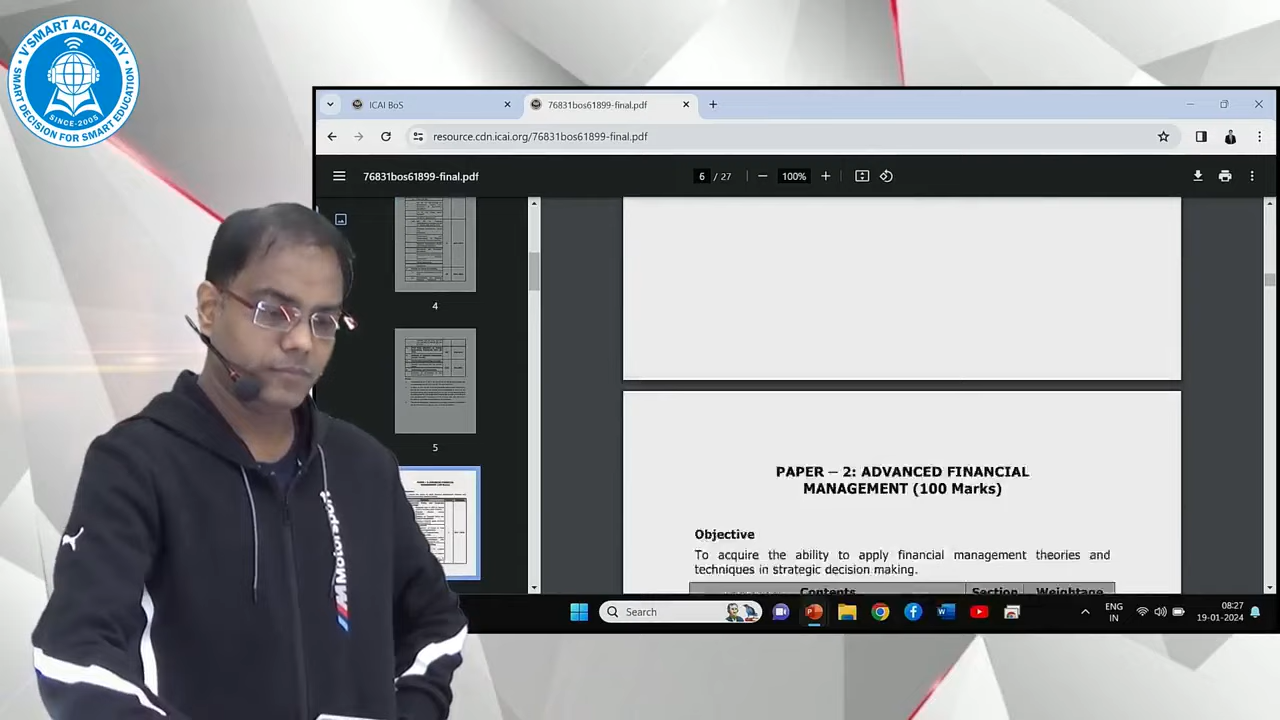 V'SMART ACADEMY
SMART DECISION FOR SMART EDUCATION
SINCE-2005
ICAI BoS
76831bos61899-final.pdf
resource.cdn.icai.org/76831bos61899-final.pdf
76831bos61899-final.pdf
6 / 27
100%
4
5
PAPER – 2: ADVANCED FINANCIAL
MANAGEMENT (100 Marks)
Objective
To acquire the ability to apply financial management theories and
techniques in strategic decision making.
Contents Section Weightage
Search
ENG
IN
08:27
19-01-2024
Motorsport